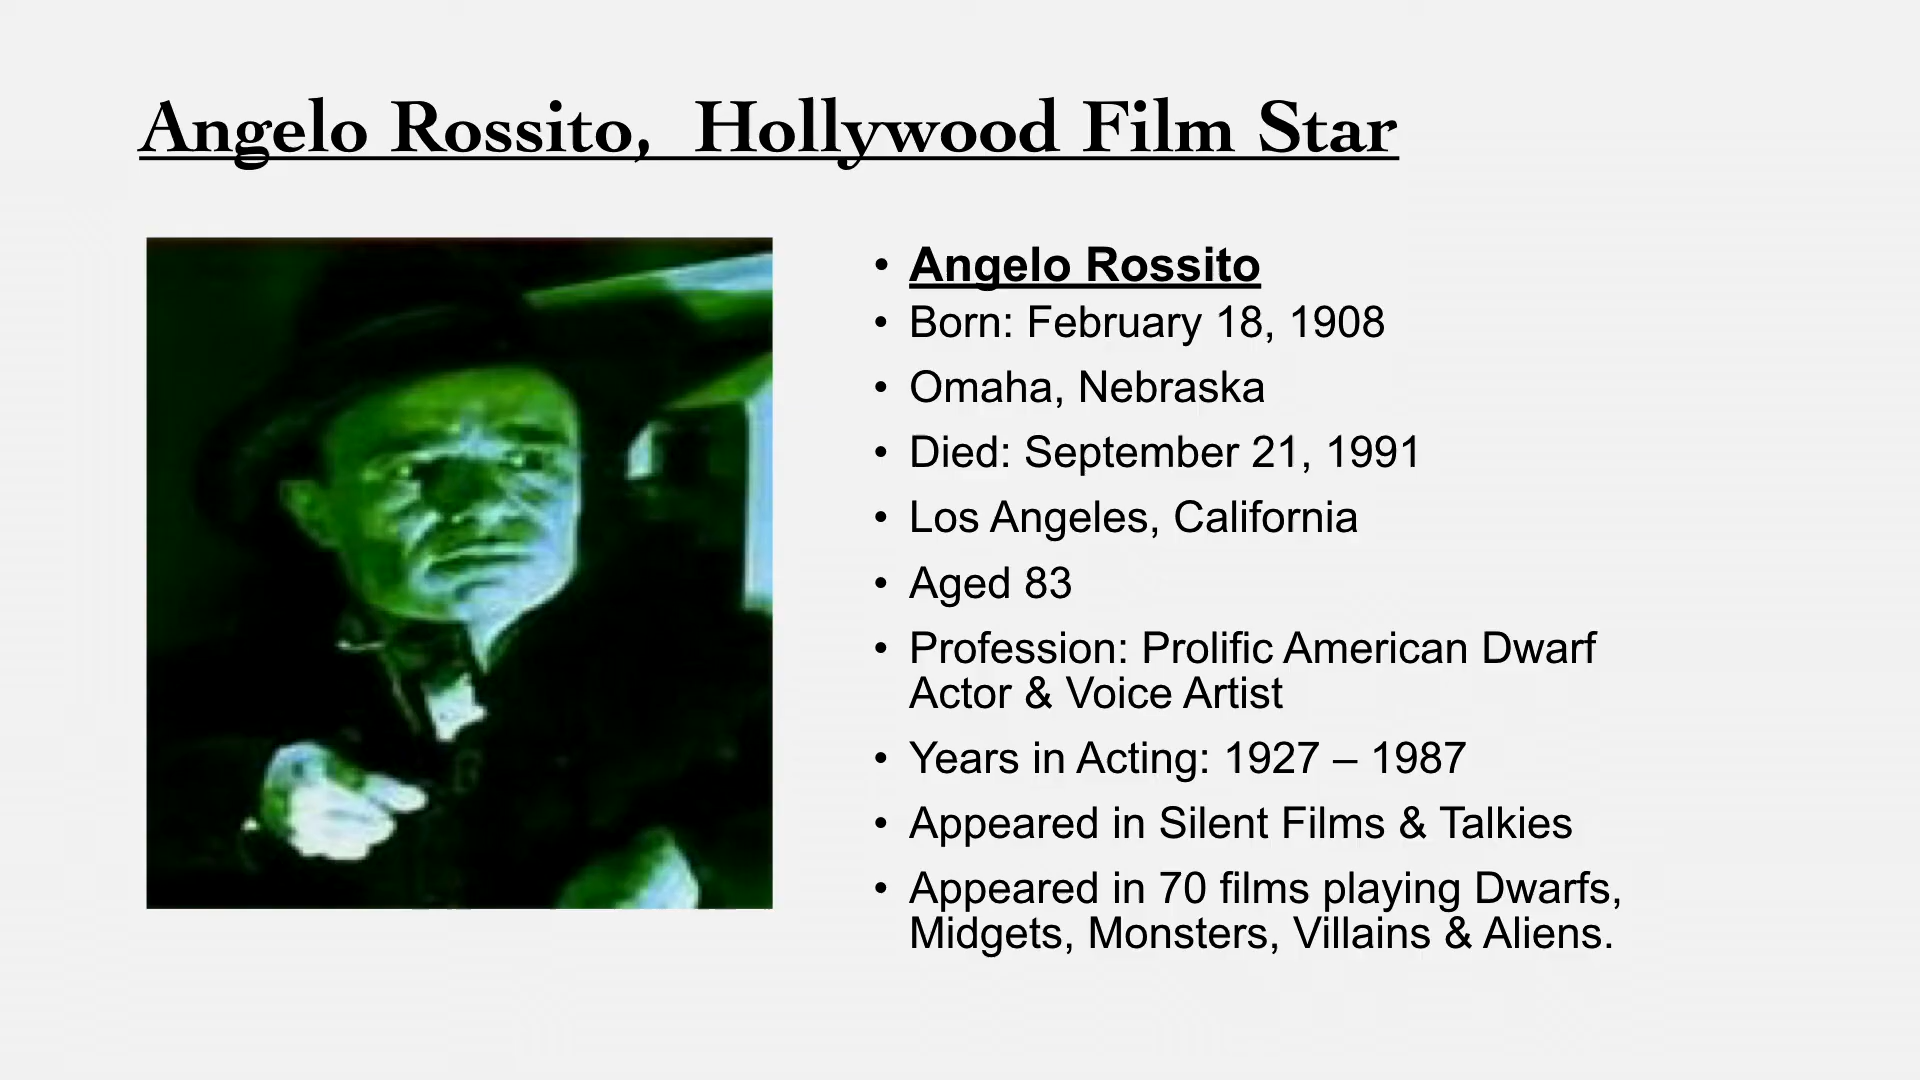 Angelo Rossito, Hollywood Film Star
• Angelo Rossito
• Born: February 18, 1908
• Omaha, Nebraska
• Died: September 21, 1991
• Los Angeles, California
• Aged 83
• Profession: Prolific American Dwarf
Actor & Voice Artist
• Years in Acting: 1927 – 1987
• Appeared in Silent Films & Talkies
• Appeared in 70 films playing Dwarfs,
Midgets, Monsters, Villains & Aliens.